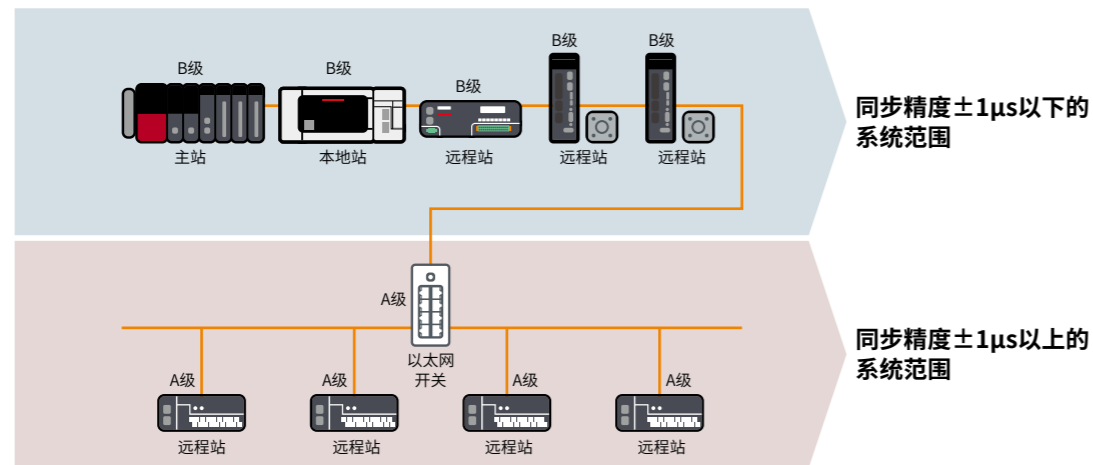 B级
B级
B级
B级
B级
主站
本地站
远程站
远程站
远程站
同步精度±1μs以下的
系统范围
A级
以太网
开关
A级
A级
A级
A级
远程站
远程站
远程站
远程站
同步精度±1μs以上的
系统范围